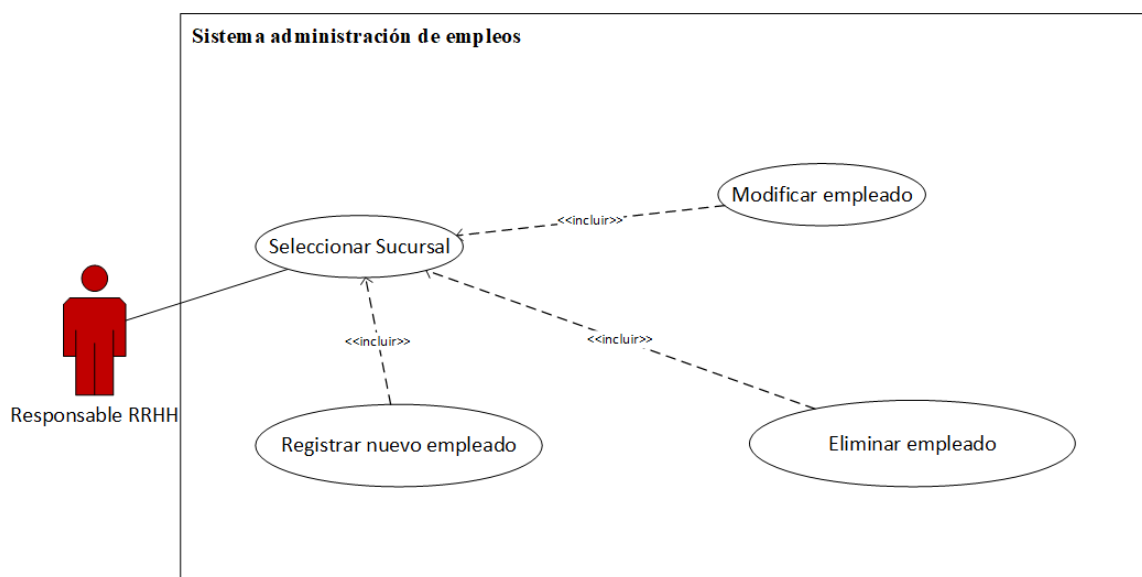 Sistema administración de empleos
Modificar empleado
<<incluir>>
Seleccionar Sucursal
<<incluir>>
<<incluir>>
Responsable RRHH
Registrar nuevo empleado
Eliminar empleado